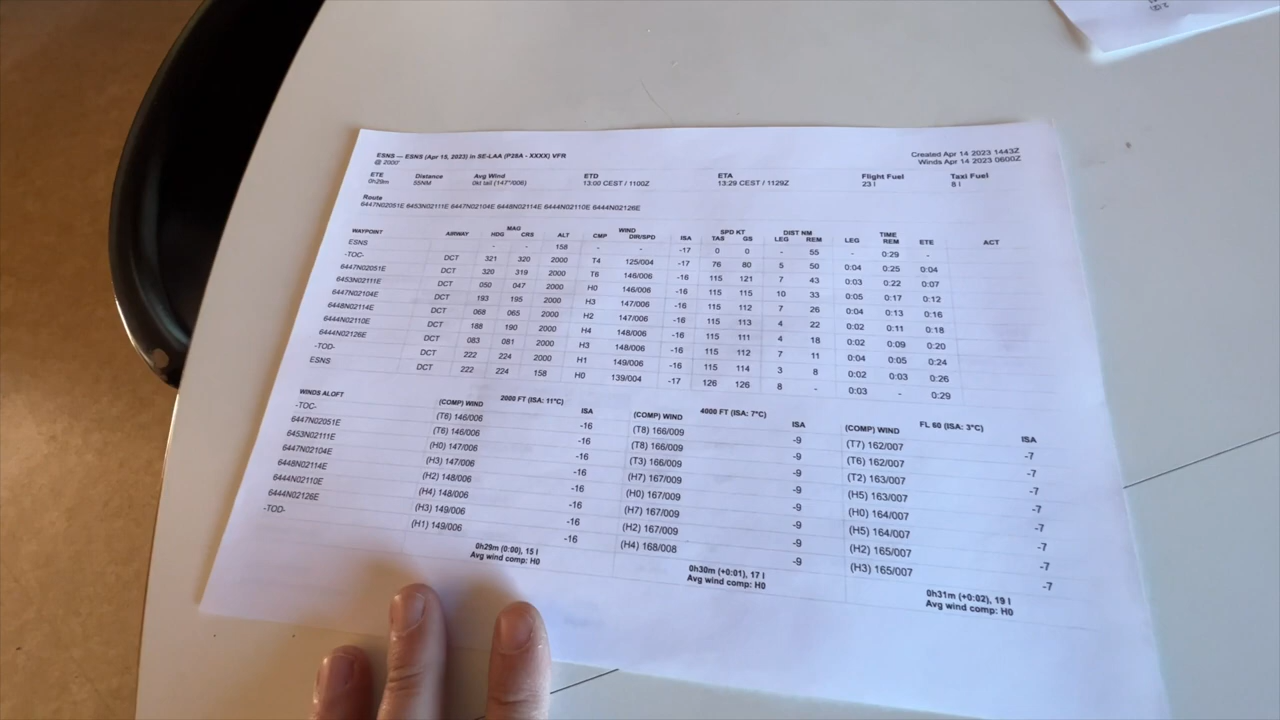 ESNS — ESNS (Apr 15, 2023) in SE-LAA (P28A - XXXX) VFR
@ 2000'
Created Apr 14 2023 1443Z
Winds Apr 14 2023 0600Z
ETE Distance Avg Wind ETD ETA Flight Fuel Taxi Fuel
0h29m 55NM 0kt tail (147°/006) 13:00 CEST / 1100Z 13:29 CEST / 1129Z 23 l 8 l
Route
6447N02051E 6453N02111E 6447N02104E 6448N02114E 6444N02110E 6444N02126E
MAG WIND SPD KT DIST NM TIME
WAYPOINT AIRWAY HDG CRS ALT CMP DIR/SPD ISA TAS GS LEG REM LEG REM ETE ACT
ESNS - - 158 - - -17 0 0 - 55 - 0:29 -
-TOC- DCT 321 320 2000 T4 125/004 -17 76 80 5 50 0:04 0:25 0:04
6447N02051E DCT 320 319 2000 T6 146/006 -16 115 121 7 43 0:03 0:22 0:07
6453N02111E DCT 050 047 2000 H0 146/006 -16 115 115 10 33 0:05 0:17 0:12
6447N02104E DCT 193 195 2000 H3 147/006 -16 115 112 7 26 0:04 0:13 0:16
6448N02114E DCT 068 065 2000 H2 147/006 -16 115 113 4 22 0:02 0:11 0:18
6444N02110E DCT 188 190 2000 H4 148/006 -16 115 111 4 18 0:02 0:09 0:20
6444N02126E DCT 083 081 2000 H3 148/006 -16 115 112 7 11 0:04 0:05 0:24
-TOD- DCT 222 224 2000 H1 149/006 -16 115 114 3 8 0:02 0:03 0:26
ESNS DCT 222 224 158 H0 139/004 -17 126 126 8 - 0:03 - 0:29
2000 FT (ISA: 11°C) 4000 FT (ISA: 7°C) FL 60 (ISA: 3°C)
WINDS ALOFT (COMP) WIND ISA (COMP) WIND ISA (COMP) WIND ISA
-TOC- (T6) 146/006 -16 (T8) 166/009 -9 (T7) 162/007 -7
6447N02051E (T6) 146/006 -16 (T8) 166/009 -9 (T6) 162/007 -7
6453N02111E (H0) 147/006 -16 (T3) 166/009 -9 (T2) 163/007 -7
6447N02104E (H3) 147/006 -16 (H7) 167/009 -9 (H5) 163/007 -7
6448N02114E (H2) 148/006 -16 (H0) 167/009 -9 (H0) 164/007 -7
6444N02110E (H4) 148/006 -16 (H7) 167/009 -9 (H5) 164/007 -7
6444N02126E (H3) 149/006 -16 (H2) 167/009 -9 (H2) 165/007 -7
-TOD- (H1) 149/006 -16 (H4) 168/008 -9 (H3) 165/007 -7
0h29m (0:00), 15 l 0h30m (+0:01), 17 l 0h31m (+0:02), 19 l
Avg wind comp: H0 Avg wind comp: H0 Avg wind comp: H0